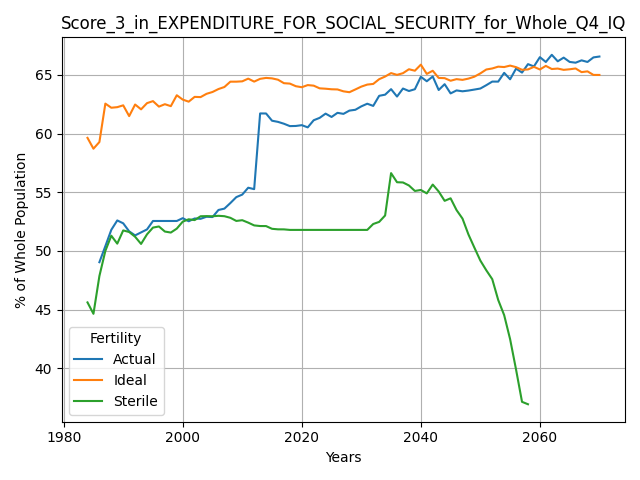 Score_3_in_EXPENDITURE_FOR_SOCIAL_SECURITY_for_Whole_Q4_IQ
% of Whole Population
65
60
55
50
45
40
Fertility
Actual
Ideal
Sterile
1980
2000
2020
2040
2060
Years